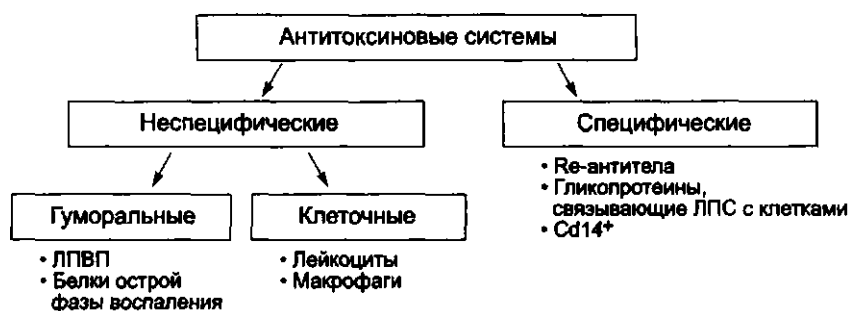 Антитоксиновые системы
Неспецифические
Специфические
• Re-антитела
• Гликопротеины,
связывающие ЛПС с клетками
• Cd14+
Гуморальные
Клеточные
• ЛПВП
• Белки острой
фазы воспаления
• Лейкоциты
• Макрофаги